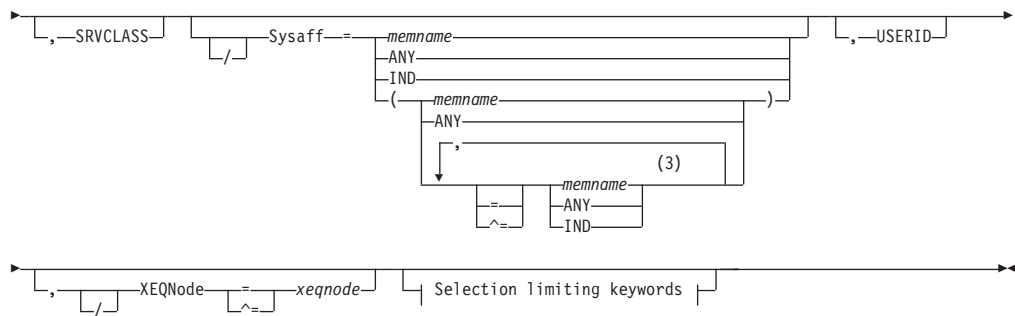 , SRVCLASS / Sysaff = memname , USERID
ANY
IND
( memname )
ANY
,
(3)
= memname
^= ANY
IND
, / XEQNode = xeqnode Selection limiting keywords
^=